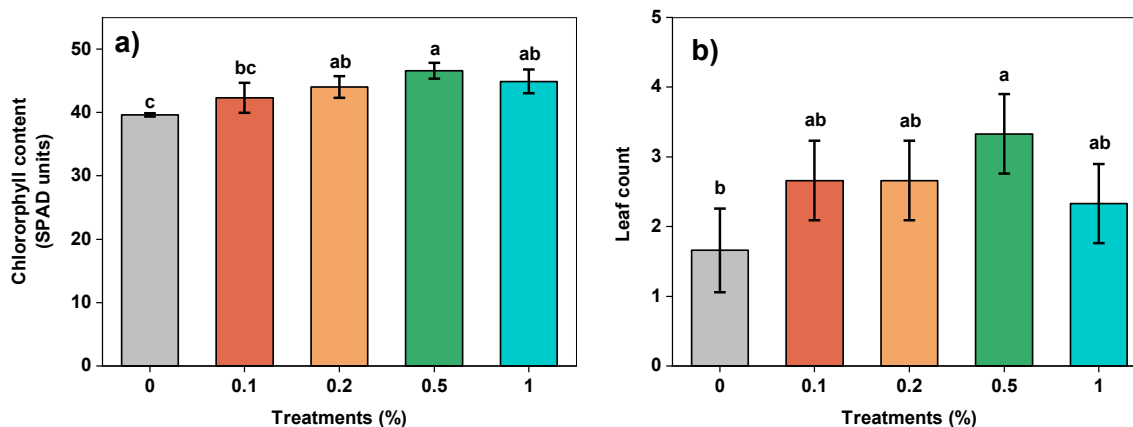 a)
Chlororphyll content
(SPAD units)
50
40
30
20
10
0
c
bc
ab
a
ab
0 0.1 0.2 0.5 1
Treatments (%)
b)
Leaf count
5
4
3
2
1
0
b
ab
ab
a
ab
0 0.1 0.2 0.5 1
Treatments (%)